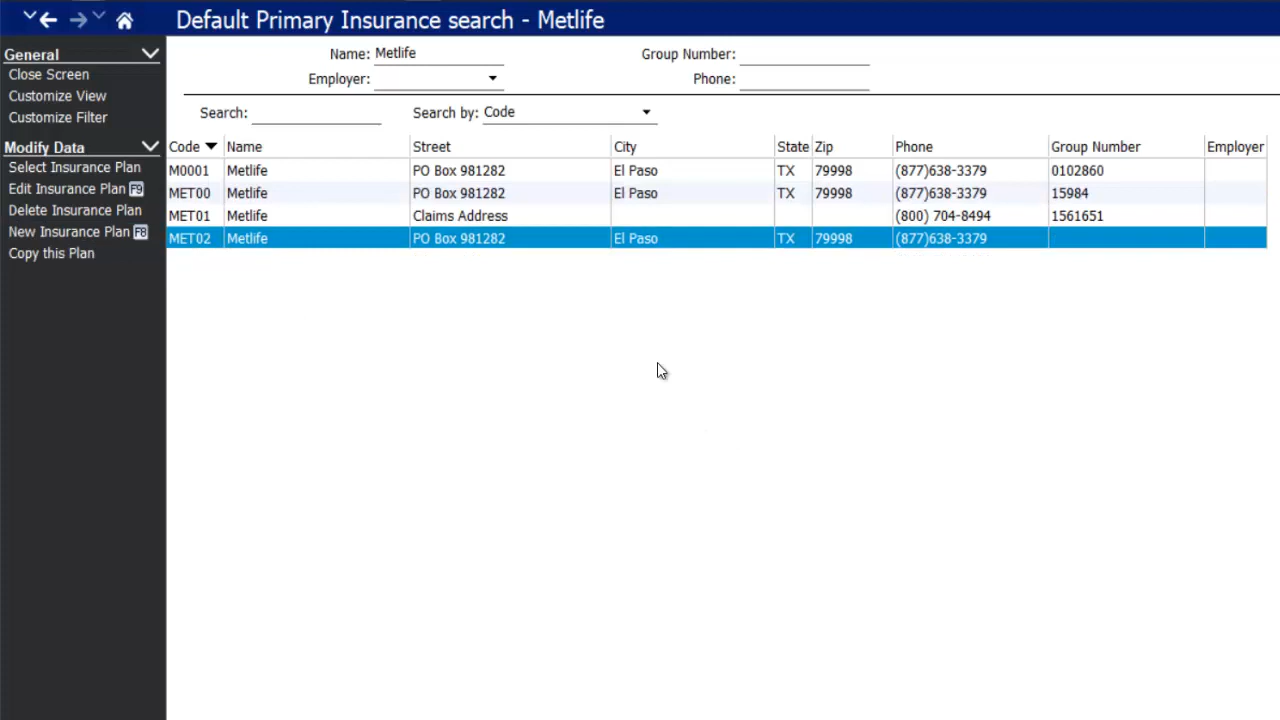 Default Primary Insurance search - Metlife
General
Close Screen
Customize View
Customize Filter
Modify Data
Select Insurance Plan
Edit Insurance Plan F9
Delete Insurance Plan
New Insurance Plan F8
Copy this Plan
Name: Metlife Group Number:
Employer: Phone:
Search: Search by: Code
Code Name Street City State Zip Phone Group Number Employer
M0001 Metlife PO Box 981282 El Paso TX 79998 (877)638-3379 0102860
MET00 Metlife PO Box 981282 El Paso TX 79998 (877)638-3379 15984
MET01 Metlife Claims Address (800) 704-8494 1561651
MET02 Metlife PO Box 981282 El Paso TX 79998 (877)638-3379